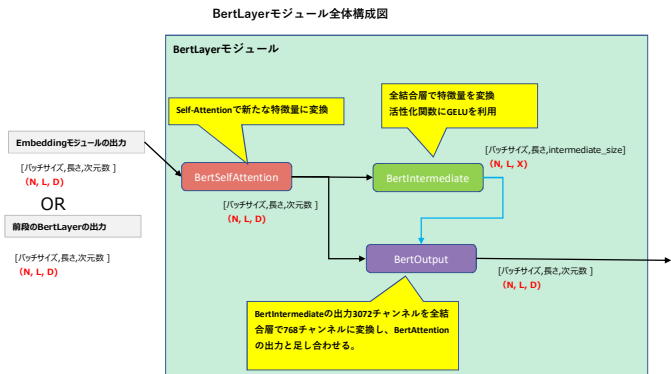 BertLayerモジュール全体構成図
BertLayerモジュール
Self-Attentionで新たな特徴量に変換
全結合層で特徴量を変換
活性化関数にGELUを利用
Embeddingモジュールの出力
[バッチサイズ,長さ,次元数 ]
(N, L, D)
OR
前段のBertLayerの出力
[バッチサイズ,長さ,次元数 ]
(N, L, D)
BertSelfAttention
[バッチサイズ,長さ,次元数 ]
(N, L, D)
BertIntermediate
[バッチサイズ,長さ,intermediate_size]
(N, L, X)
BertOutput
[バッチサイズ,長さ,次元数 ]
(N, L, D)
BertIntermediateの出力3072チャンネルを全結
合層で768チャンネルに変換し、BertAttention
の出力と足し合わせる。